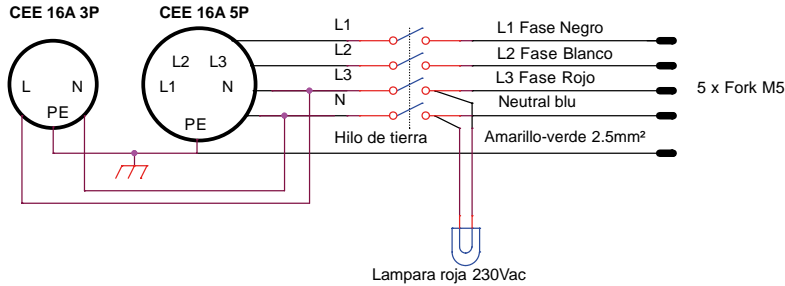 CEE 16A 3P
CEE 16A 5P
L1
L1 Fase Negro
L2
L3
L2
L2 Fase Blanco
L
N
L1
N
L3
L3 Fase Rojo
5 x Fork M5
PE
PE
N
Neutral blu
Hilo de tierra
Amarillo-verde 2.5mm²
Lampara roja 230Vac